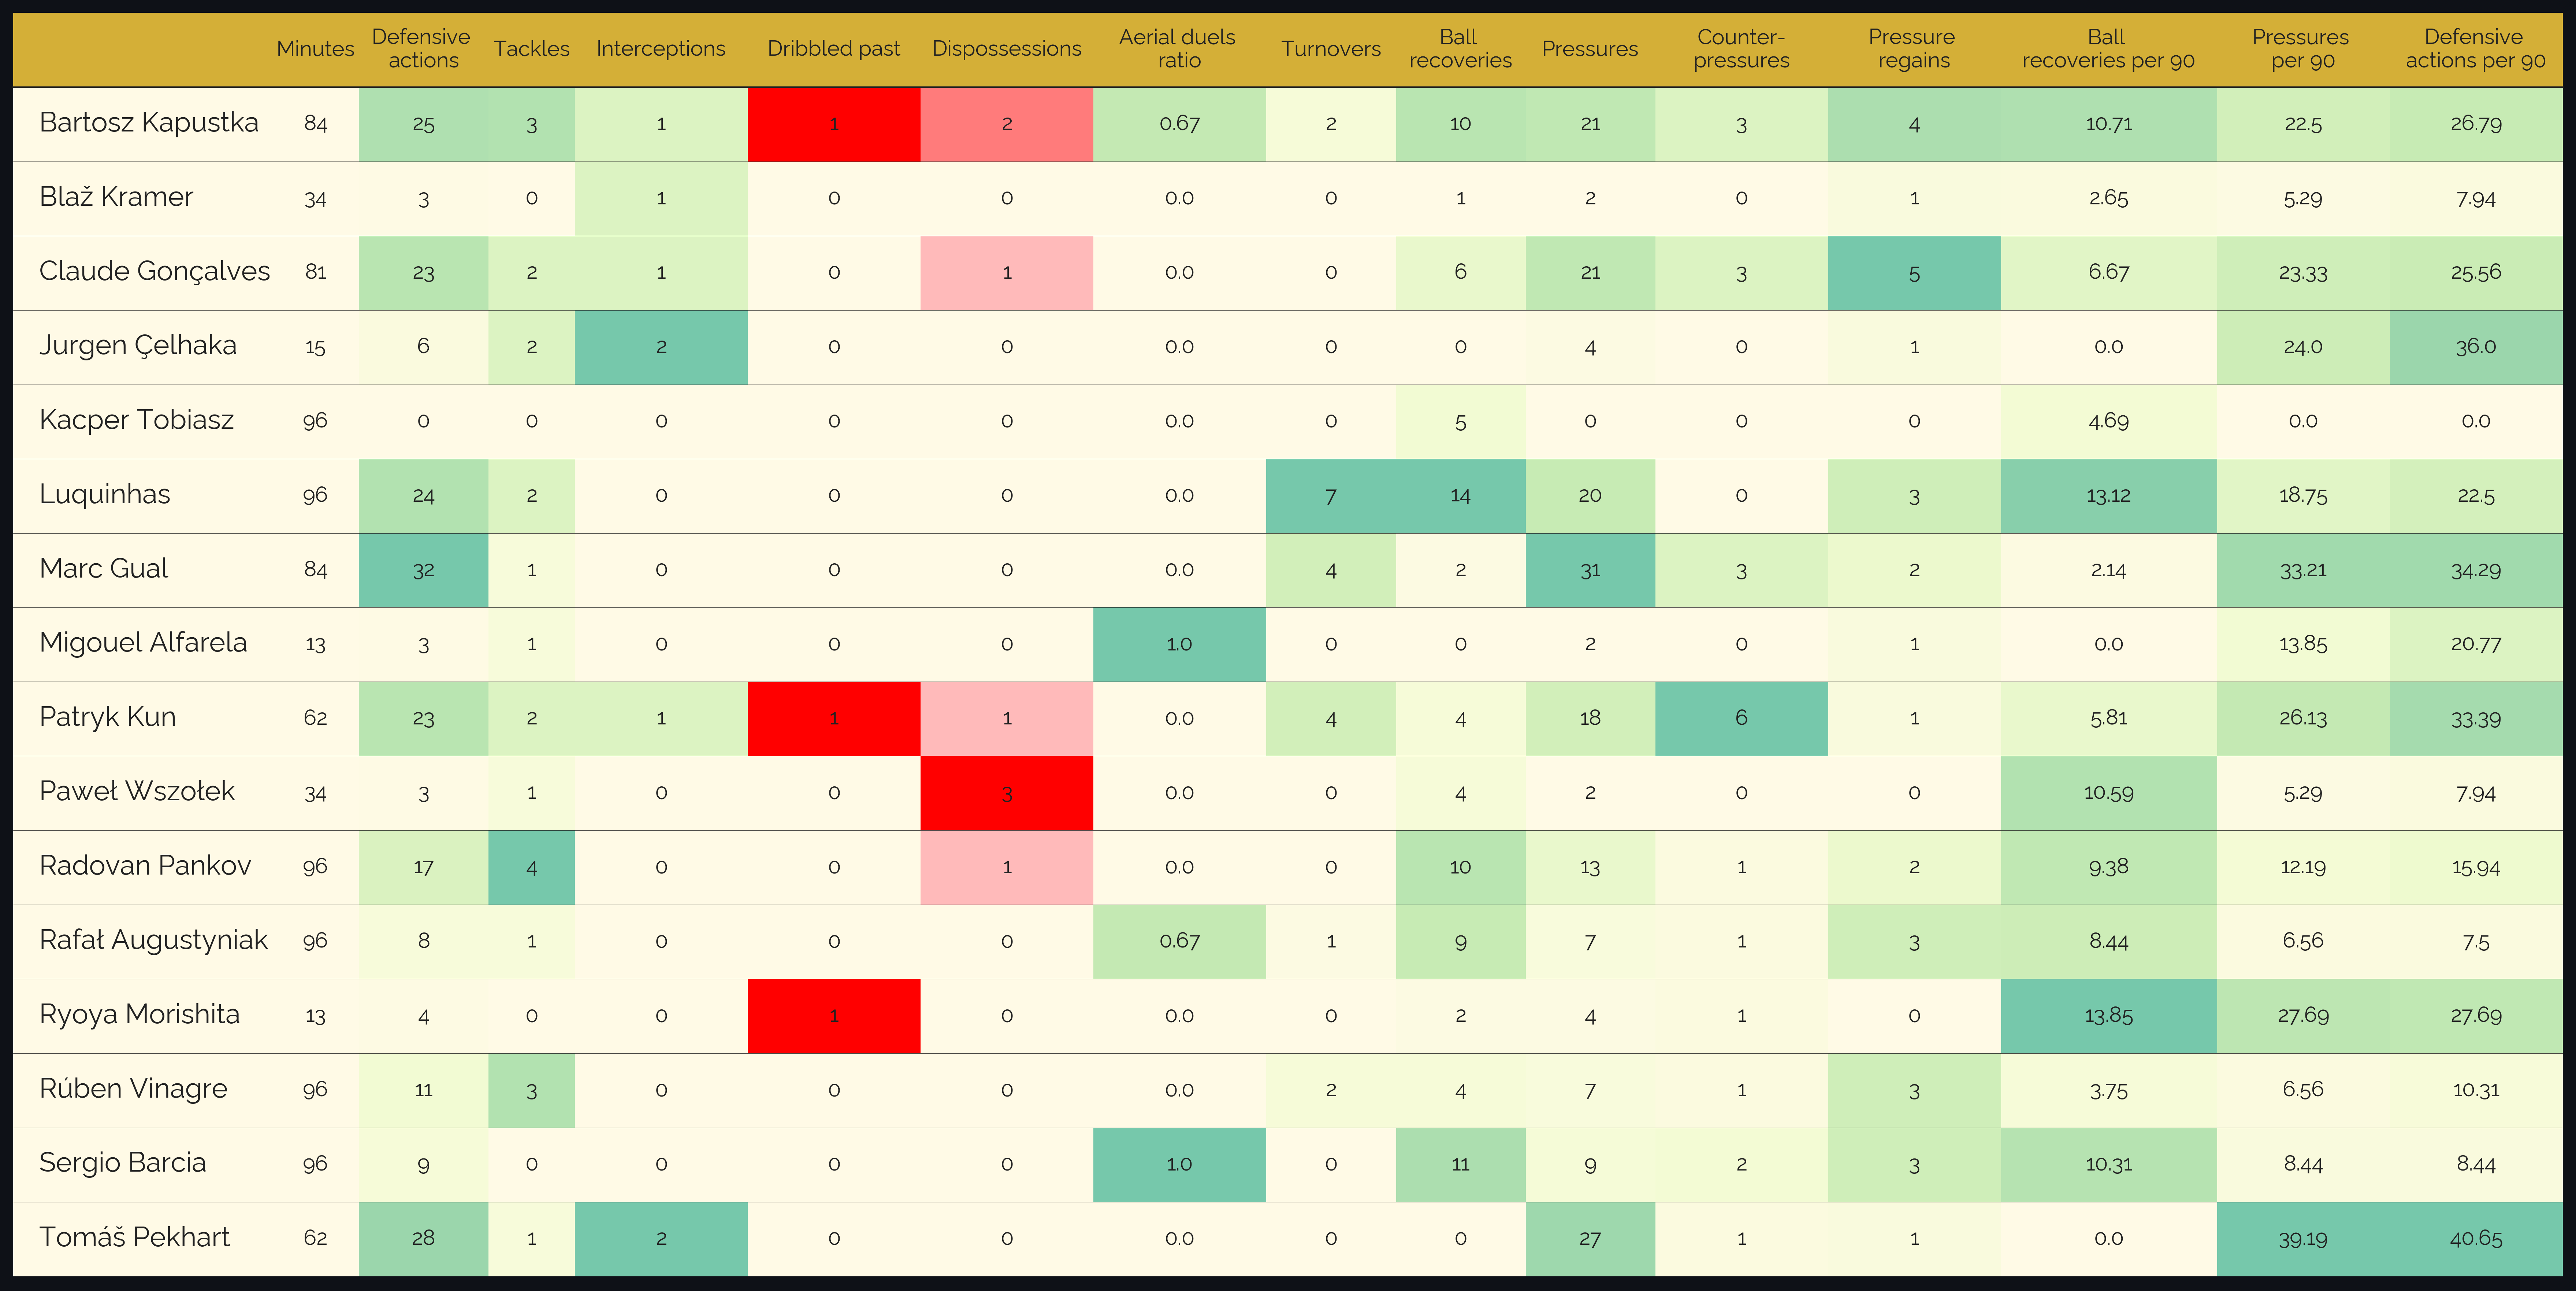 Minutes Defensive actions Tackles Interceptions Dribbled past Dispossessions Aerial duels ratio Turnovers Ball recoveries Pressures Counter-pressures Pressure regains Ball recoveries per 90 Pressures per 90 Defensive actions per 90
Bartosz Kapustka 84 25 3 1 1 2 0.67 2 10 21 3 4 10.71 22.5 26.79
Blaž Kramer 34 3 0 1 0 0 0.0 0 1 2 0 1 2.65 5.29 7.94
Claude Gonçalves 81 23 2 1 0 1 0.0 0 6 21 3 5 6.67 23.33 25.56
Jurgen Çelhaka 15 6 2 2 0 0 0.0 0 0 4 0 1 0.0 24.0 36.0
Kacper Tobiasz 96 0 0 0 0 0 0.0 0 5 0 0 0 4.69 0.0 0.0
Luquinhas 96 24 2 0 0 0 0.0 7 14 20 0 3 13.12 18.75 22.5
Marc Gual 84 32 1 0 0 0 0.0 4 2 31 3 2 2.14 33.21 34.29
Migouel Alfarela 13 3 1 0 0 0 1.0 0 0 2 0 1 0.0 13.85 20.77
Patryk Kun 62 23 2 1 1 1 0.0 4 4 18 6 1 5.81 26.13 33.39
Paweł Wszołek 34 3 1 0 0 3 0.0 0 4 2 0 0 10.59 5.29 7.94
Radovan Pankov 96 17 4 0 0 1 0.0 0 10 13 1 2 9.38 12.19 15.94
Rafał Augustyniak 96 8 1 0 0 0 0.67 1 9 7 1 3 8.44 6.56 7.5
Ryoya Morishita 13 4 0 0 1 0 0.0 0 2 4 1 0 13.85 27.69 27.69
Rúben Vinagre 96 11 3 0 0 0 0.0 2 4 7 1 3 3.75 6.56 10.31
Sergio Barcia 96 9 0 0 0 0 1.0 0 11 9 2 3 10.31 8.44 8.44
Tomáš Pekhart 62 28 1 2 0 0 0.0 0 0 27 1 1 0.0 39.19 40.65